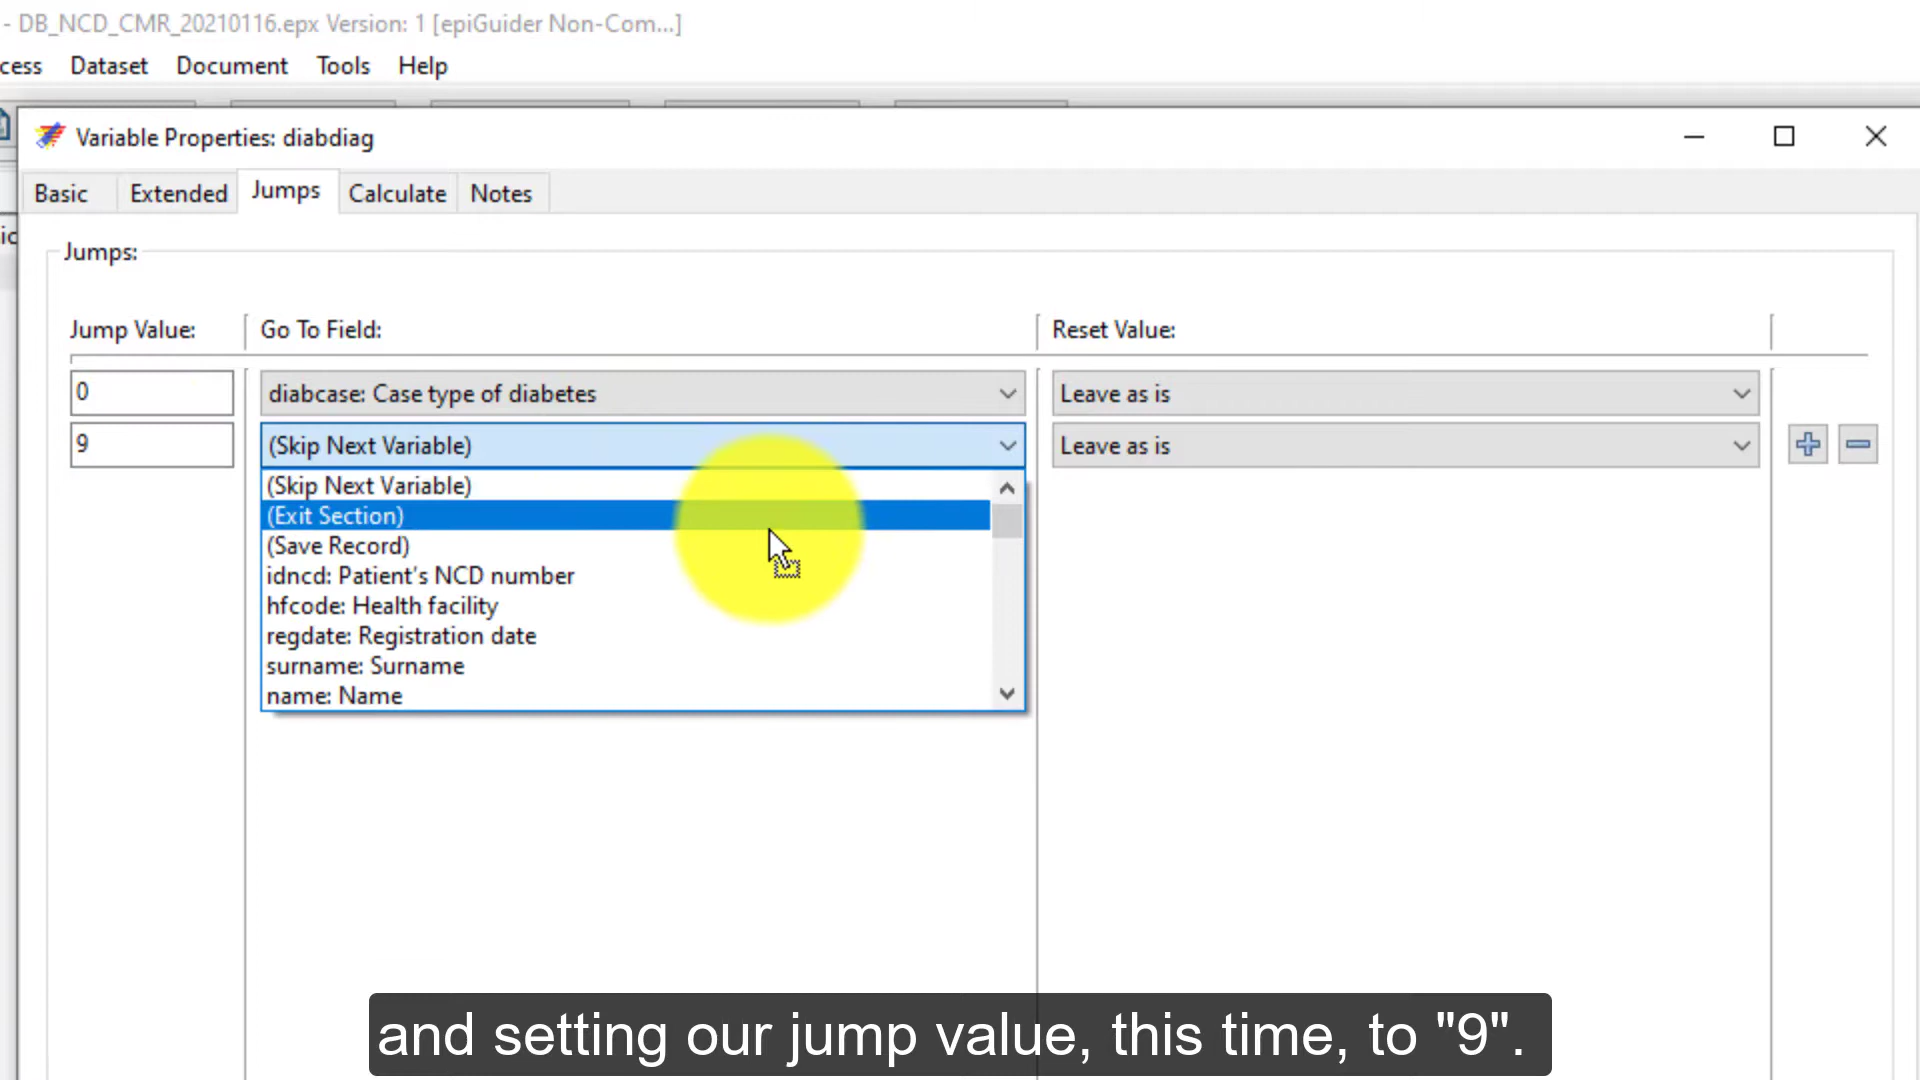 - DB_NCD_CMR_20210116.epx Version: 1 [epiGuider Non-Com...]
cess Dataset Document Tools Help
Variable Properties: diabdiag
Basic Extended Jumps Calculate Notes
Jumps:
Jump Value: Go To Field: Reset Value:
0 diabcase: Case type of diabetes Leave as is
9 (Skip Next Variable) Leave as is
(Skip Next Variable)
(Exit Section)
(Save Record)
idncd: Patient's NCD number
hfcode: Health facility
regdate: Registration date
surname: Surname
name: Name
and setting our jump value, this time, to "9".